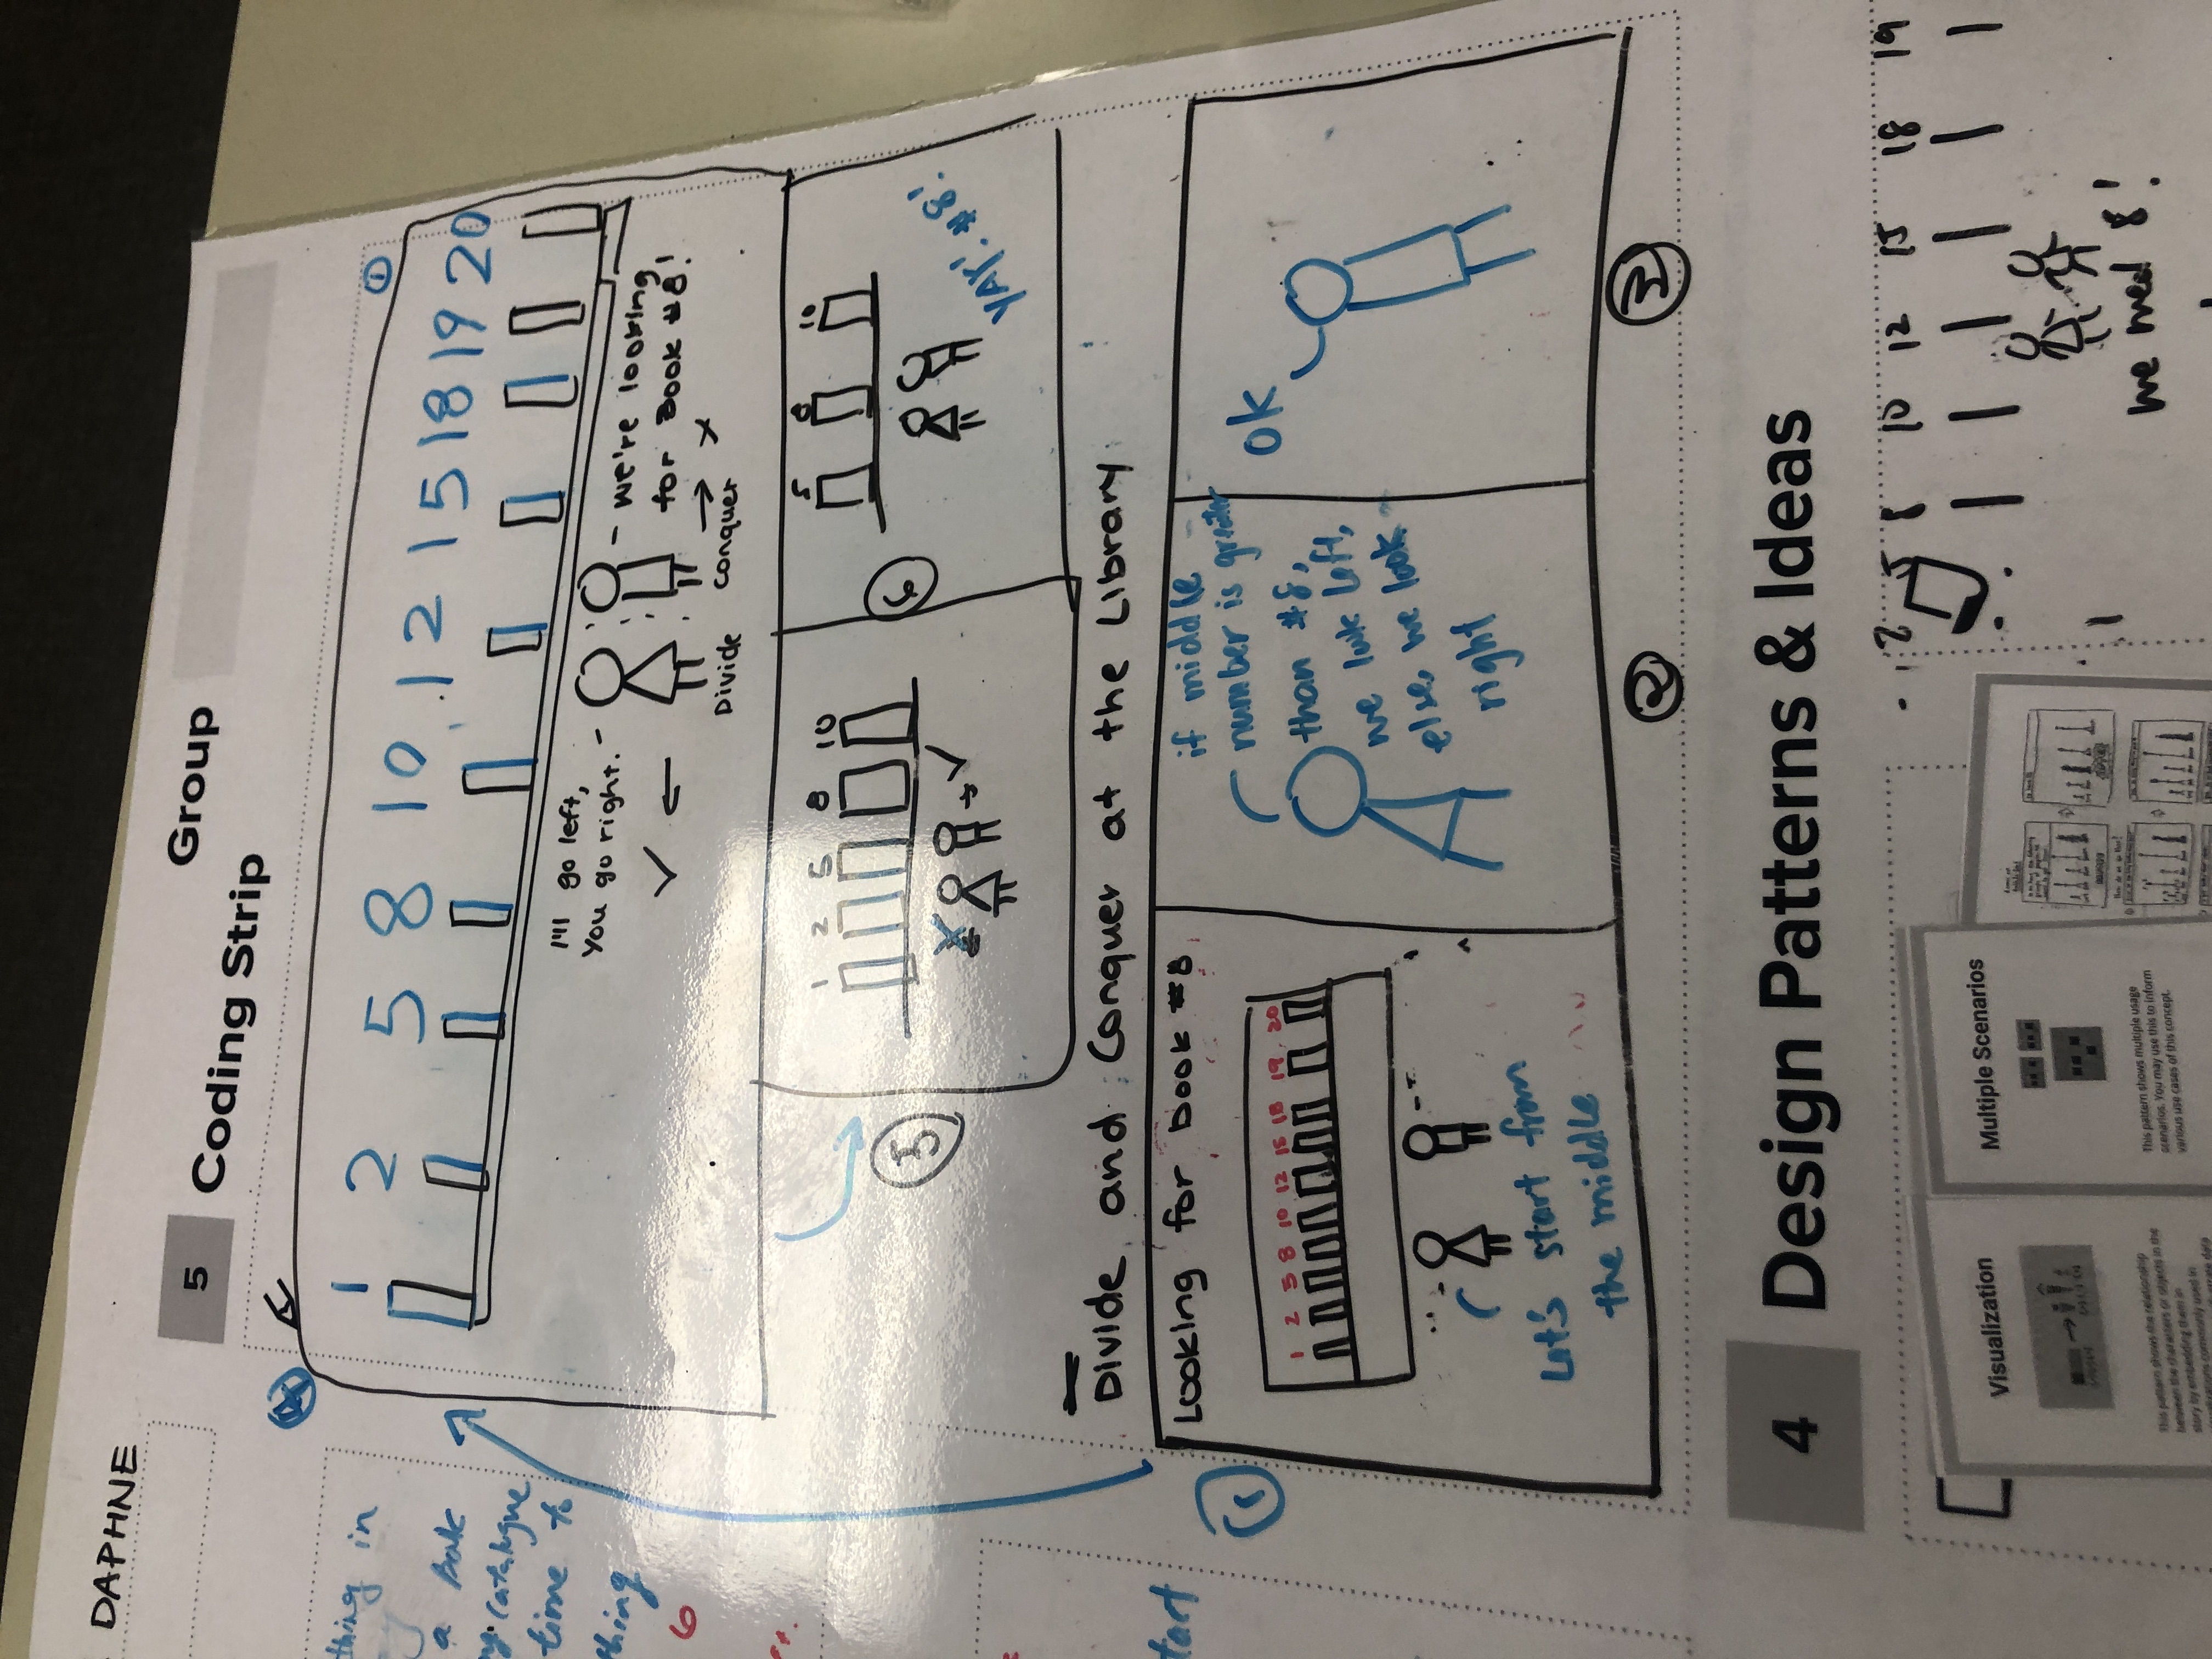 DAPHNE
thing in
a book
catalogue
time to
thing
6
Group
5
Coding Strip
4
1
1 2 5 8 10 12 15 18 19 20
I'll go left,
You go right.
we're looking
for Book #8!
Divide Conquer
x
5
1 2 5 8 10
x
6
5 8 10
YAY! #8!
Divide and Conquer at the Library
1
Looking for book #8
1 2 5 8 10 12 15 18 19 20
Let's start from
the middle
if middle
number is greater
than #8,
we look left,
else, we look
right
OK
2
3
4
Design Patterns & Ideas
Visualization
This pattern shows the relationship
between the characters or objects in the
story by embedding them in
visualizations commonly used in
Multiple Scenarios
This pattern shows multiple usage
scenarios. You may use this to inform
various use cases of this concept.
2 5 8 10 12 15 18 19
we need 8!